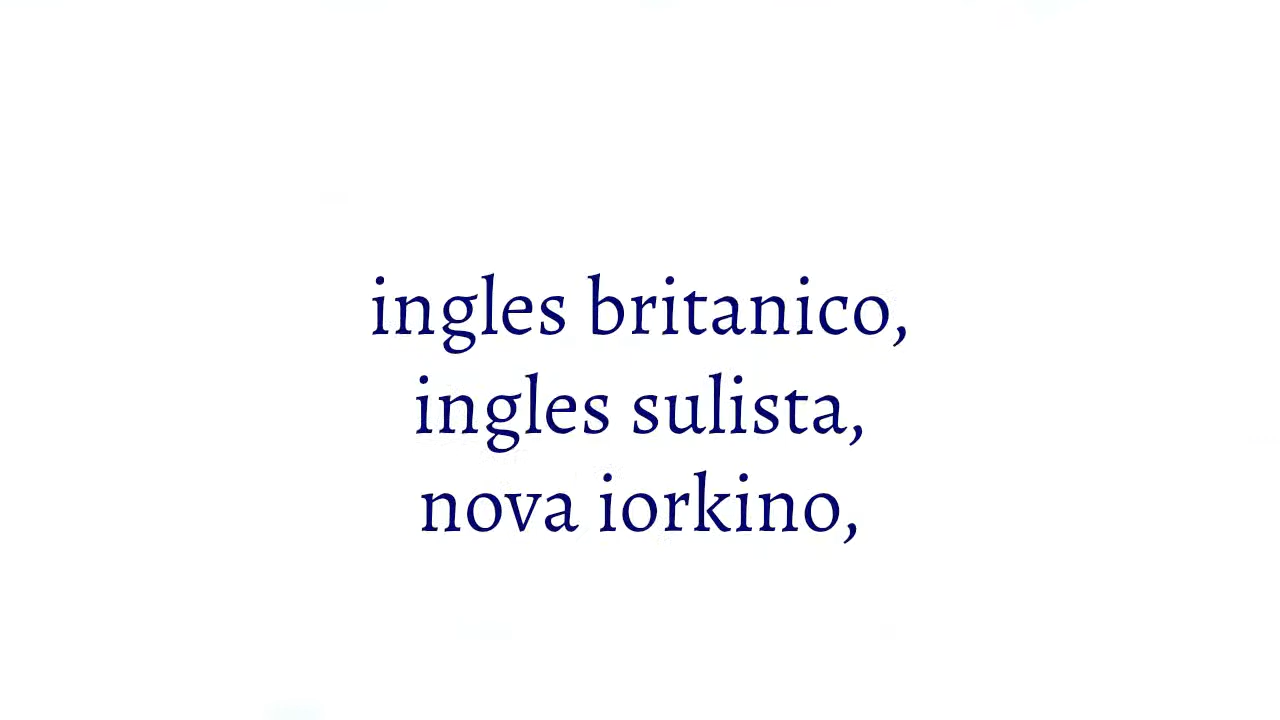 ingles britanico,
ingles sulista,
nova iorkino,